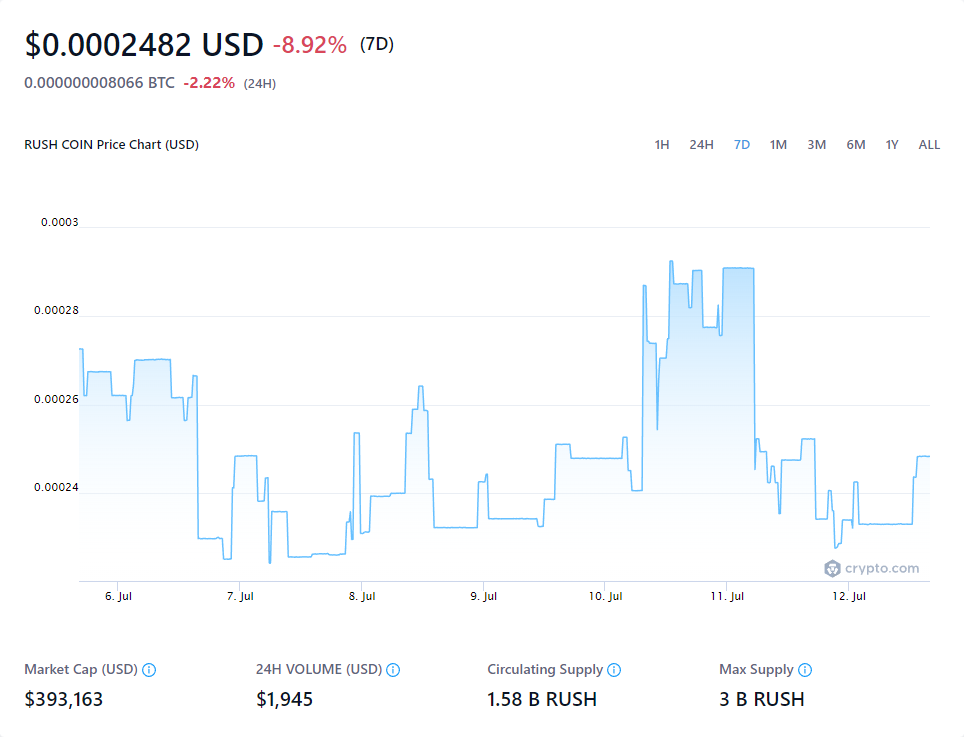 $0.0002482 USD -8.92% (7D)
0.000000008066 BTC -2.22% (24H)
RUSH COIN Price Chart (USD) 1H 24H 7D 1M 3M 6M 1Y ALL
0.0003
0.00028
0.00026
0.00024
crypto.com
6. Jul 7. Jul 8. Jul 9. Jul 10. Jul 11. Jul 12. Jul
Market Cap (USD) 24H VOLUME (USD) Circulating Supply Max Supply
$393,163 $1,945 1.58 B RUSH 3 B RUSH